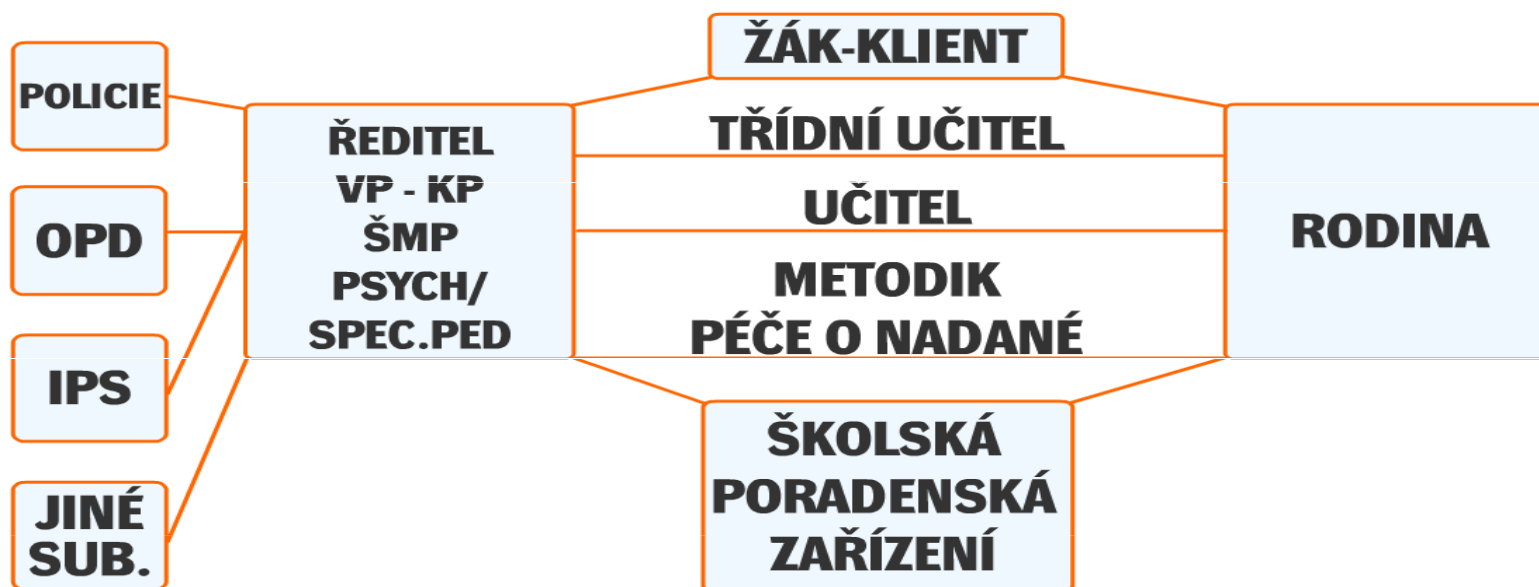 POLICIE
OPD
IPS
JINÉ
SUB.
ŘEDITEL
VP - KP
ŠMP
PSYCH/
SPEC.PED
ŽÁK-KLIENT
TŘÍDNÍ UČITEL
UČITEL
METODIK
PÉČE O NADANÉ
ŠKOLSKÁ
PORADENSKÁ
ZAŘÍZENÍ
RODINA